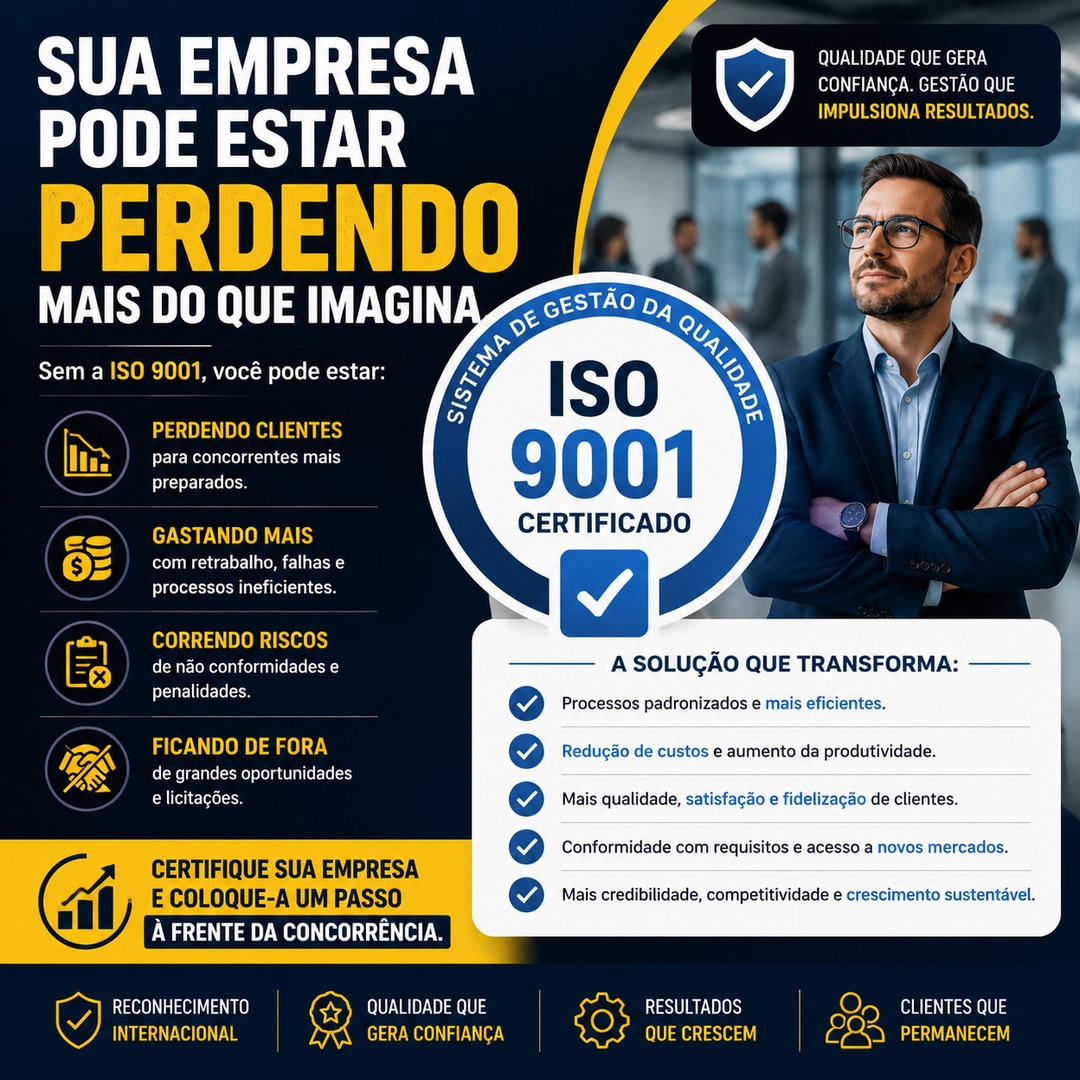 SUA EMPRESA
PODE ESTAR
PERDENDO
MAIS DO QUE IMAGINA.
QUALIDADE QUE GERA
CONFIANÇA. GESTÃO QUE
IMPULSIONA RESULTADOS.
Sem a ISO 9001, você pode estar:
PERDENDO CLIENTES
para concorrentes mais
preparados.
GASTANDO MAIS
com retrabalho, falhas e
processos ineficientes.
CORRENDO RISCOS
de não conformidades e
penalidades.
FICANDO DE FORA
de grandes oportunidades
e licitações.
SISTEMA DE GESTÃO DA QUALIDADE
ISO
9001
CERTIFICADO
A SOLUÇÃO QUE TRANSFORMA:
Processos padronizados e mais eficientes.
Redução de custos e aumento da produtividade.
Mais qualidade, satisfação e fidelização de clientes.
Conformidade com requisitos e acesso a novos mercados.
Mais credibilidade, competitividade e crescimento sustentável.
CERTIFIQUE SUA EMPRESA
E COLOQUE-A UM PASSO
À FRENTE DA CONCORRÊNCIA.
RECONHECIMENTO
INTERNACIONAL
QUALIDADE QUE
GERA CONFIANÇA
RESULTADOS
QUE CRESCEM
CLIENTES QUE
PERMANECEM